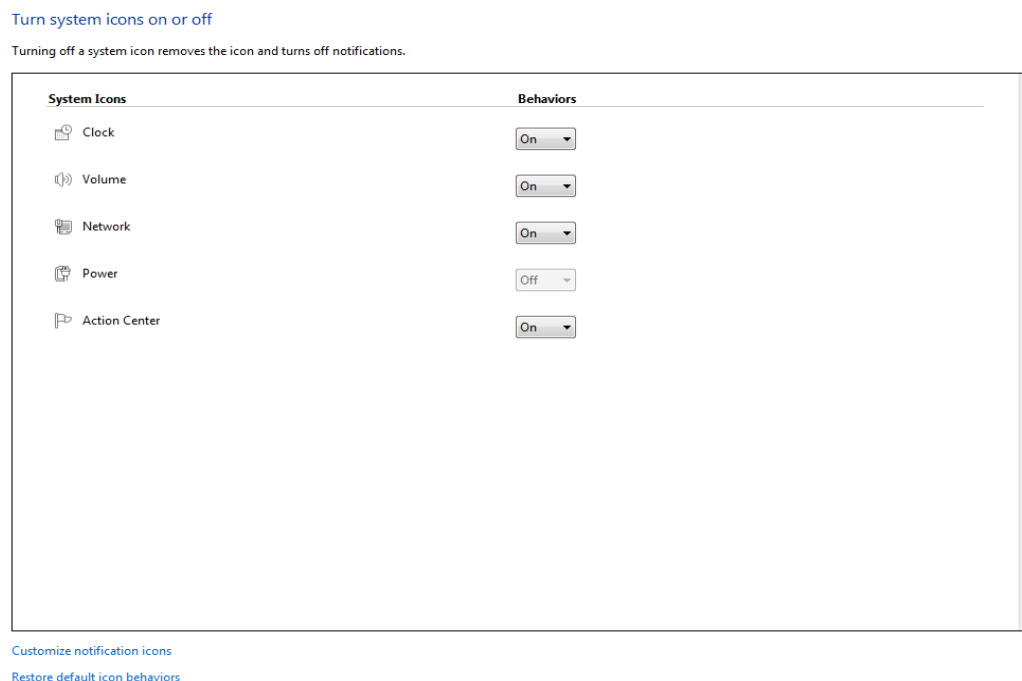 Turn system icons on or off
Turning off a system icon removes the icon and turns off notifications.
System Icons Behaviors
Clock On
Volume On
Network On
Power Off
Action Center On
Customize notification icons
Restore default icon behaviors